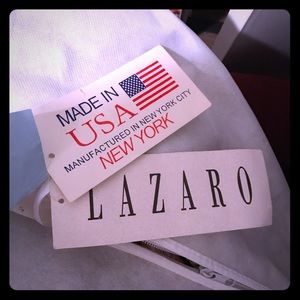 MADE IN
USA
MANUFACTURED IN NEW YORK CITY
NEW YORK
LAZARO